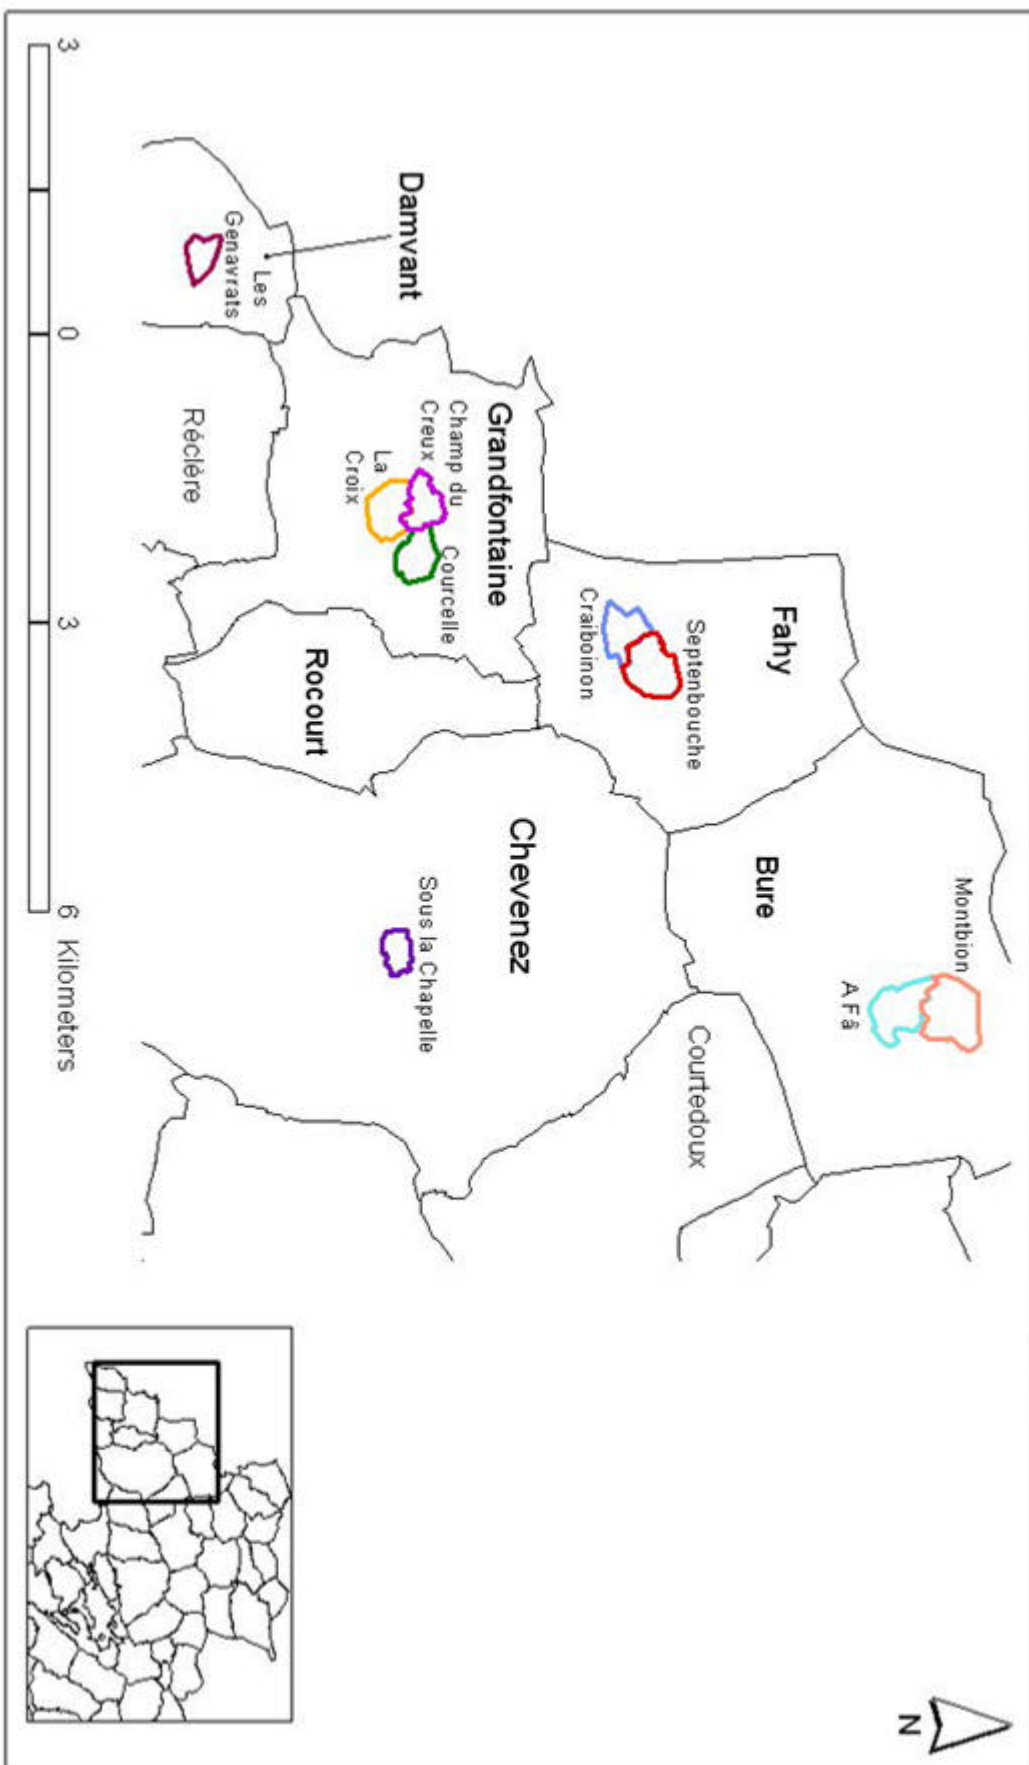 N
Montbion
A Fâ
Fahy
Bure
Septenbouche
Craiboinon
Courtedoux
Grandfontaine
Chevenez
Champ du
Creux
Courcelle
La
Croix
Sous la Chapelle
Damvant
Rocourt
Les
Genavrats
Réclère
3
0
3
6 Kilometers